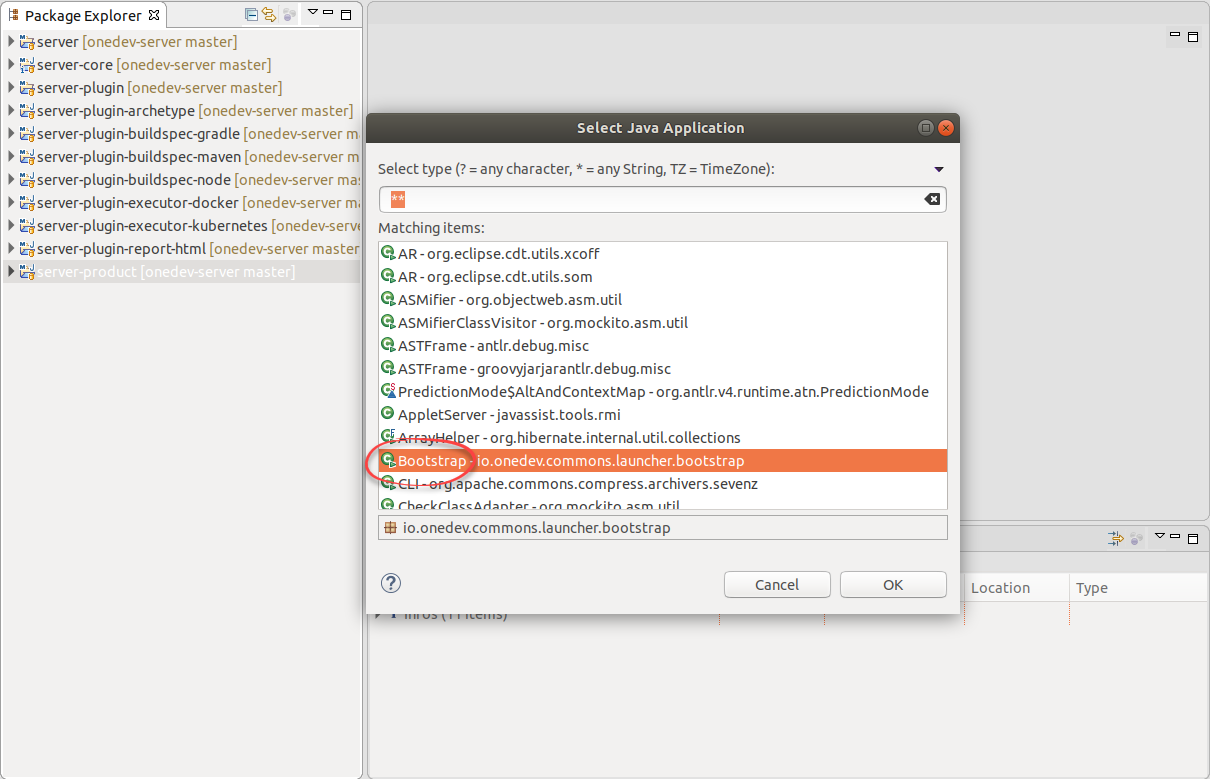 Package Explorer
server [onedev-server master]
server-core [onedev-server master]
server-plugin [onedev-server master]
server-plugin-archetype [onedev-server master]
server-plugin-buildspec-gradle [onedev-server m
server-plugin-buildspec-maven [onedev-server m
server-plugin-buildspec-node [onedev-server mas
server-plugin-executor-docker [onedev-server m
server-plugin-executor-kubernetes [onedev-serve
server-plugin-report-html [onedev-server master
server-product [onedev-server master]
Select Java Application
Select type (? = any character, * = any String, TZ = TimeZone):
**
Matching items:
AR - org.eclipse.cdt.utils.xcoff
AR - org.eclipse.cdt.utils.som
ASMifier - org.objectweb.asm.util
ASMifierClassVisitor - org.mockito.asm.util
ASTFrame - antlr.debug.misc
ASTFrame - groovyjarjarantlr.debug.misc
PredictionMode$AltAndContextMap - org.antlr.v4.runtime.atn.PredictionMode
AppletServer - javassist.tools.rmi
ArrayHelper - org.hibernate.internal.util.collections
Bootstrap - io.onedev.commons.launcher.bootstrap
CLI - org.apache.commons.compress.archivers.sevenz
CheckClassAdapter - org.mockito.asm.util
io.onedev.commons.launcher.bootstrap
?
Cancel
OK
Location
Type
Infos (11 items)